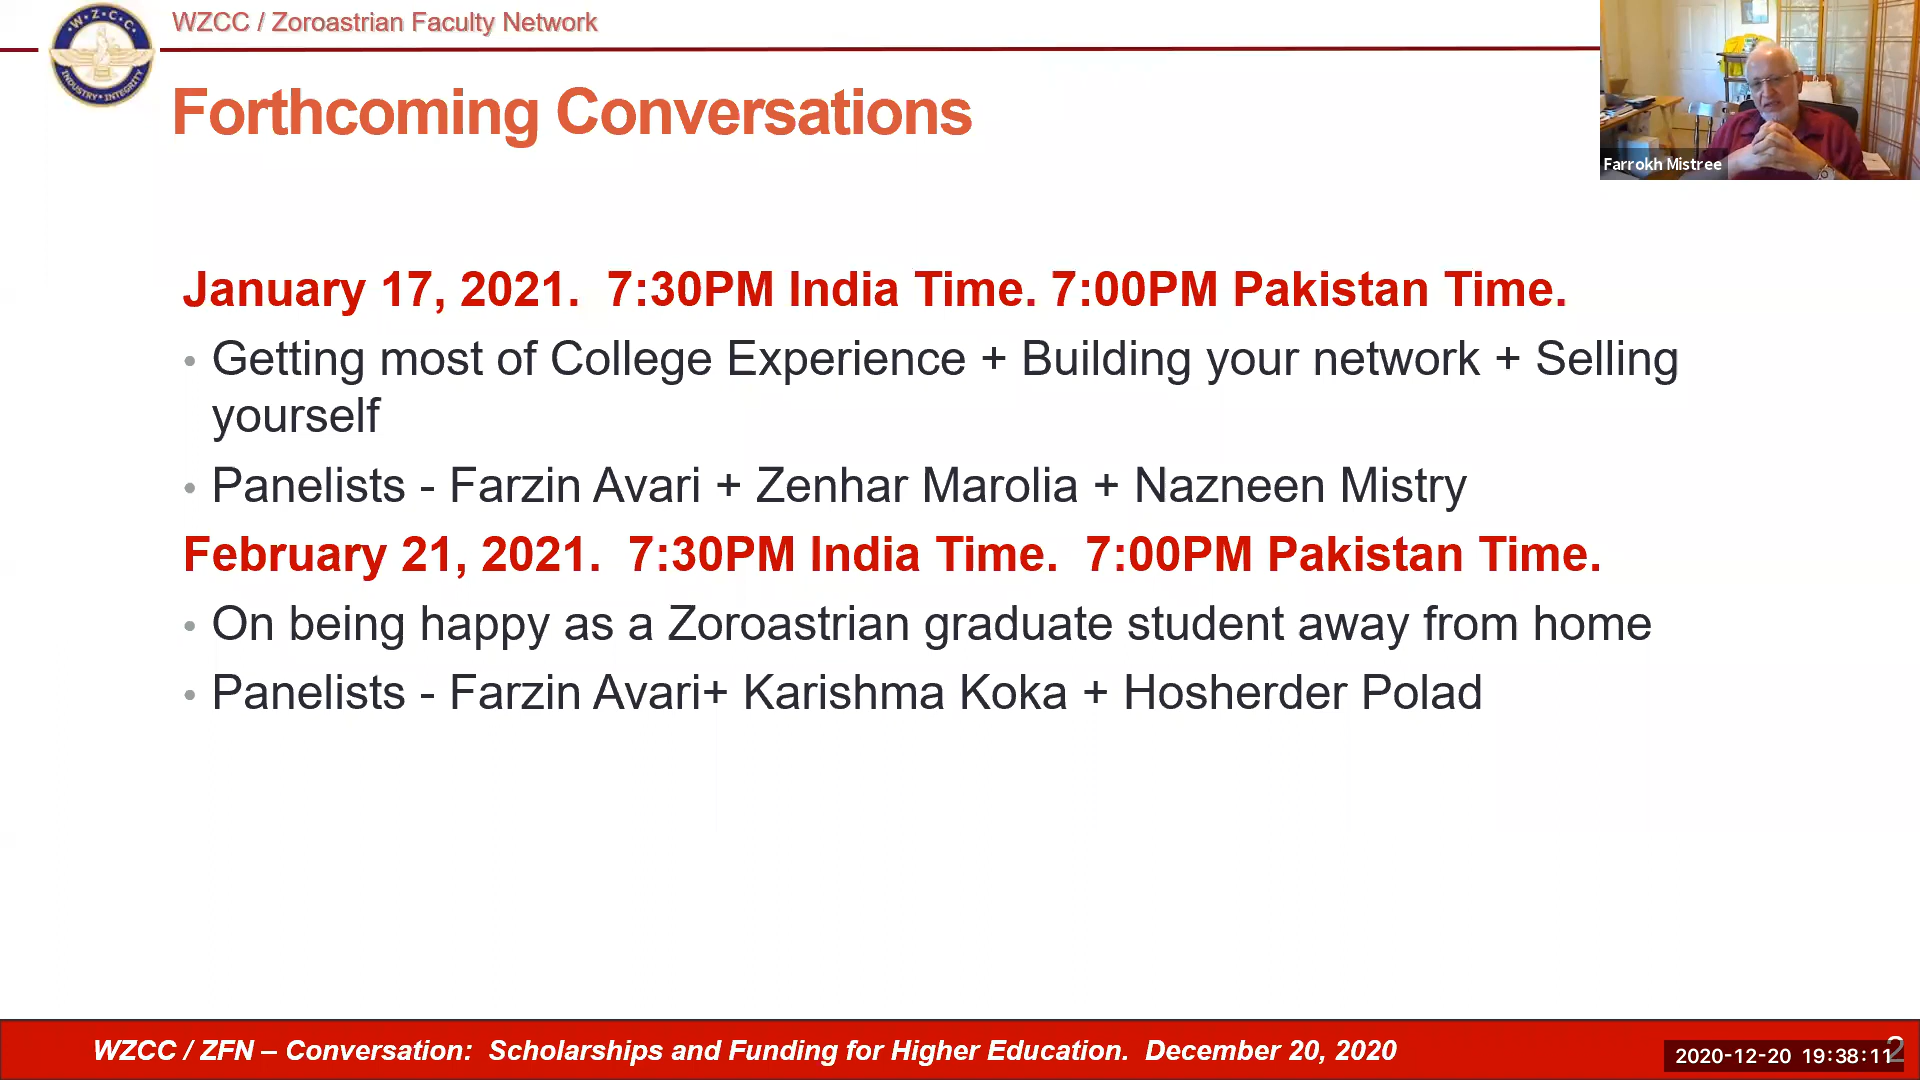 WZCC / Zoroastrian Faculty Network
W·Z·C·C
INDUSTRY · INTEGRITY
Forthcoming Conversations
Farrokh Mistree
January 17, 2021.  7:30PM India Time. 7:00PM Pakistan Time.
• Getting most of College Experience + Building your network + Selling
yourself
• Panelists - Farzin Avari + Zenhar Marolia + Nazneen Mistry
February 21, 2021.  7:30PM India Time.  7:00PM Pakistan Time.
• On being happy as a Zoroastrian graduate student away from home
• Panelists - Farzin Avari+ Karishma Koka + Hosherder Polad
WZCC / ZFN – Conversation:  Scholarships and Funding for Higher Education.  December 20, 2020
2
2020-12-20 19:38:11